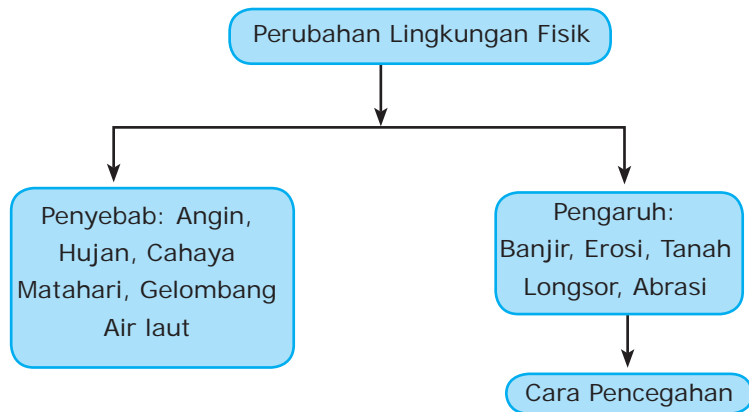 Perubahan Lingkungan Fisik
Penyebab: Angin,
Hujan, Cahaya
Matahari, Gelombang
Air laut
Pengaruh:
Banjir, Erosi, Tanah
Longsor, Abrasi
Cara Pencegahan